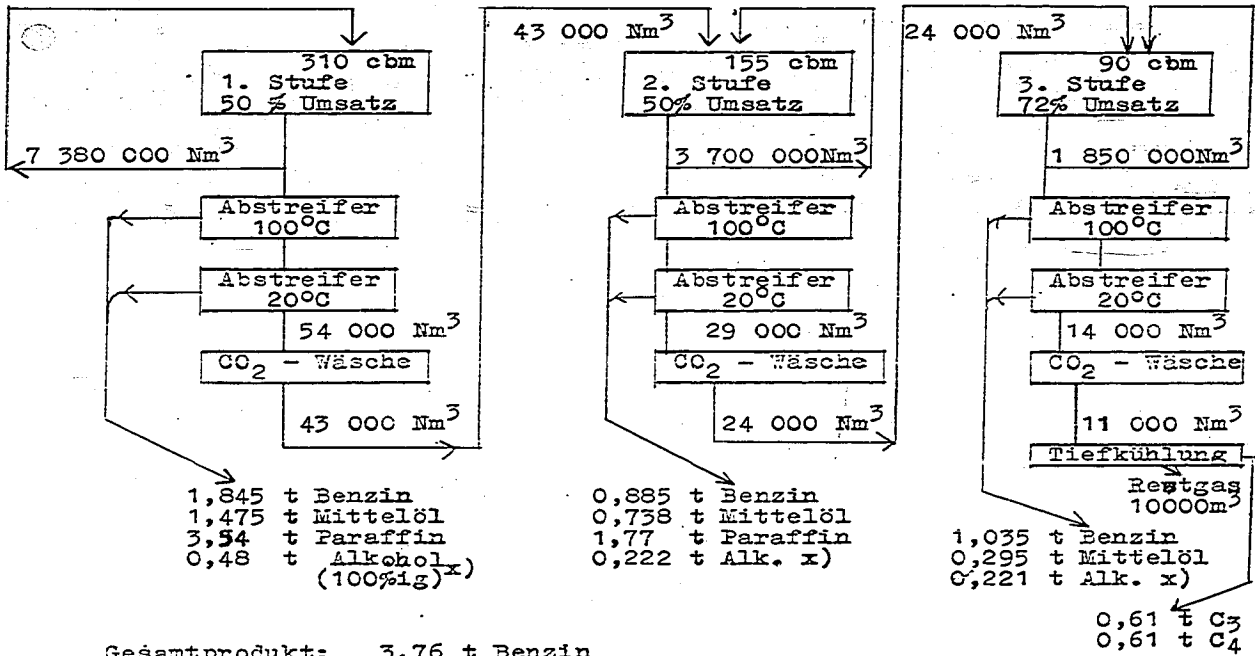 310 cbm
1. Stufe
50 % Umsatz
7 380 000 Nm³
Abstreifer
100°C
Abstreifer
20°C
54 000 Nm³
CO₂ - Wäsche
43 000 Nm³
1,845 t Benzin
1,475 t Mittelöl
3,54 t Paraffin
0,48 t Alkohol x)
(100%ig)
43 000 Nm³
155 cbm
2. Stufe
50% Umsatz
3 700 000Nm³
Abstreifer
100°C
Abstreifer
20°C
29 000 Nm³
CO₂ - Wäsche
24 000 Nm³
0,885 t Benzin
0,738 t Mittelöl
1,77 t Paraffin
0,222 t Alk. x)
24 000 Nm³
90 cbm
3. Stufe
72% Umsatz
1 850 000Nm³
Abstreifer
100°C
Abstreifer
20°C
14 000 Nm³
CO₂ - Wäsche
11 000 Nm³
Tiefkühlung
Restgas
10000m³
1,035 t Benzin
0,295 t Mittelöl
0,221 t Alk. x)
0,61 t C₃
0,61 t C₄
Gesamtprodukt: 3,76 t Benzin